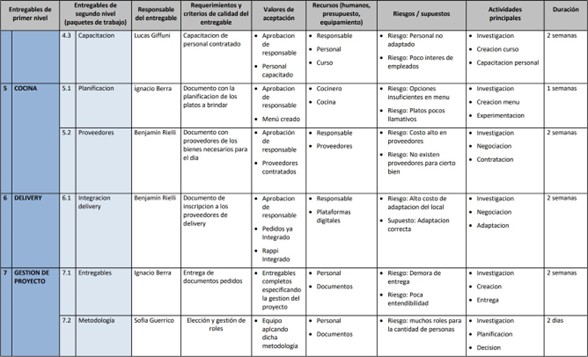 Entregables de primer nivel
Entregables de segundo nivel (paquetes de trabajo)
Responsable del entregable
Requerimientos y criterios de calidad del entregable
Valores de aceptación
Recursos (humanos, presupuesto, equipamiento)
Riesgos / supuestos
Actividades principales
Duración
4.3 Capacitacion
Lucas Giffuni
Capacitacion de personal contratado
• Aprobacion de responsable
• Personal capacitado
• Responsable
• Personal
• Curso
• Riesgo: Personal no adaptado
• Riesgo: Poco interes de empleados
• Investigacion
• Creacion curso
• Capacitacion personal
2 semanas
5 COCINA
5.1 Planificacion
ignacio Berra
Documento con la planificacion de los platos a brindar
• Aprobacion de responsable
• Menú creado
• Cocinero
• Cocina
• Riesgo: Opciones insuficientes en menu
• Riesgo: Platos pocos llamativos
• Investigacion
• Creacion menu
• Experimentacion
1 semanas
5.2 Proveedores
Benjamin Rielli
Documento con proovedores de los bienes necesarios para el dia
• Aprobación de responsable
• Proveedores contratados
• Responsable
• Proveedores
• Riesgo: Costo alto en proveedores
• Riesgo: No existen proveedores para cierto bien
• Investigacion
• Negociacion
• Contratacion
2 semanas
6 DELIVERY
6.1 Integracion delivery
Benjamin Rielli
Documento de inscripcion a los proveedores de delivery
• Aprobacion de responsable
• Pedidos ya Integrado
• Rappi Integrado
• Responsable
• Plataformas digitales
• Riesgo: Alto costo de adaptacion del local
• Supuesto: Adaptacion correcta
• Investigacion
• Negociacion
• Adaptacion
2 semanas
7 GESTION DE PROYECTO
7.1 Entregables
Ignacio Berra
Entrega de documentos pedidos
• Entregables completos especificando la gestion del proyecto
• Personal
• Documentos
• Riesgo: Demora de entrega
• Riesgo: Poca entendibilidad
• Investigacion
• Creacion
• Entrega
2 semanas
7.2 Metodología
Sofia Guerrico
Elección y gestión de roles
• Equipo aplcando dicha metodología
• Personal
• Documentos
• Riesgo: muchos roles para la cantidad de personas
• Investigacion
• Planificacion
• Decision
2 dias